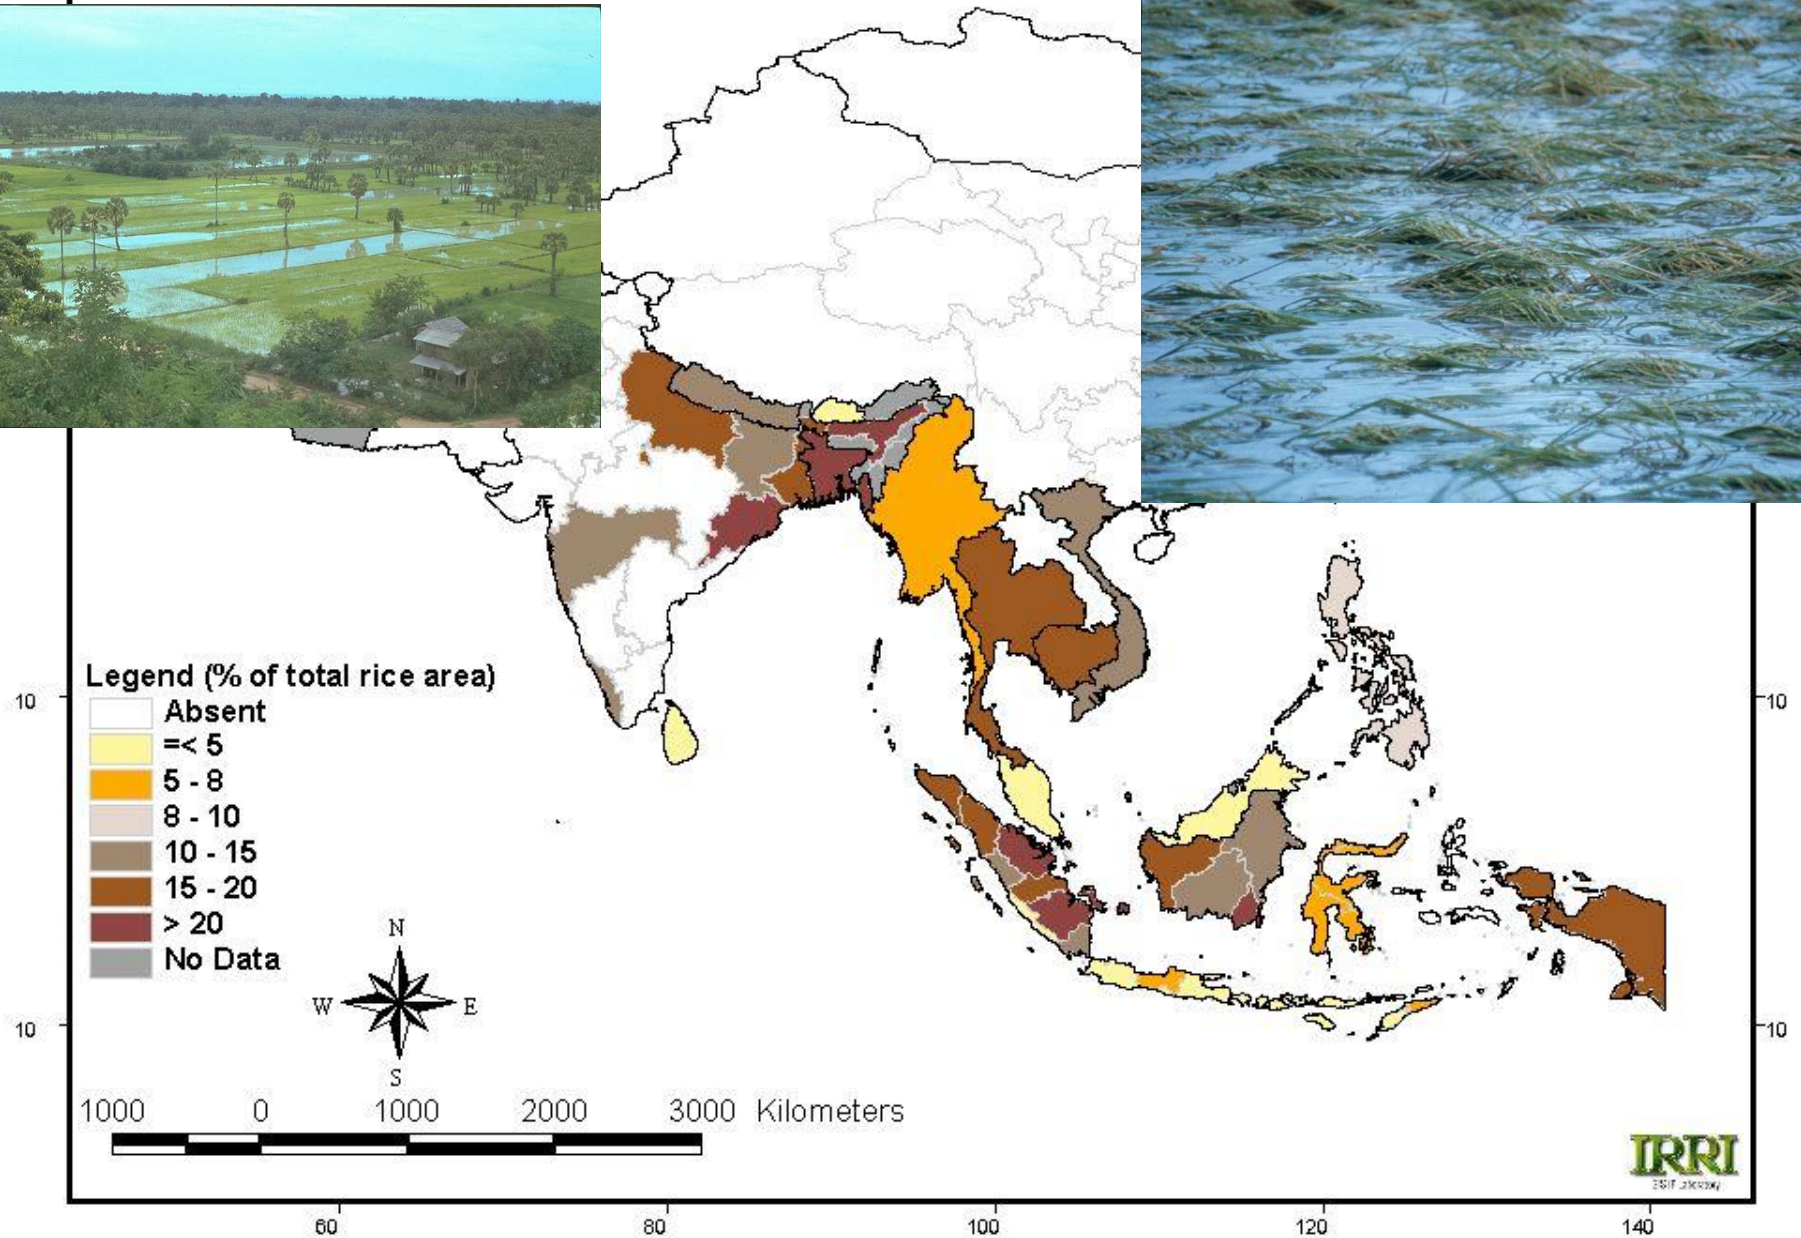 Legend (% of total rice area)
Absent
=< 5
5 - 8
8 - 10
10 - 15
15 - 20
> 20
No Data
N
W E
S
1000 0 1000 2000 3000 Kilometers
10 10
10 10
60 80 100 120 140
IRRI